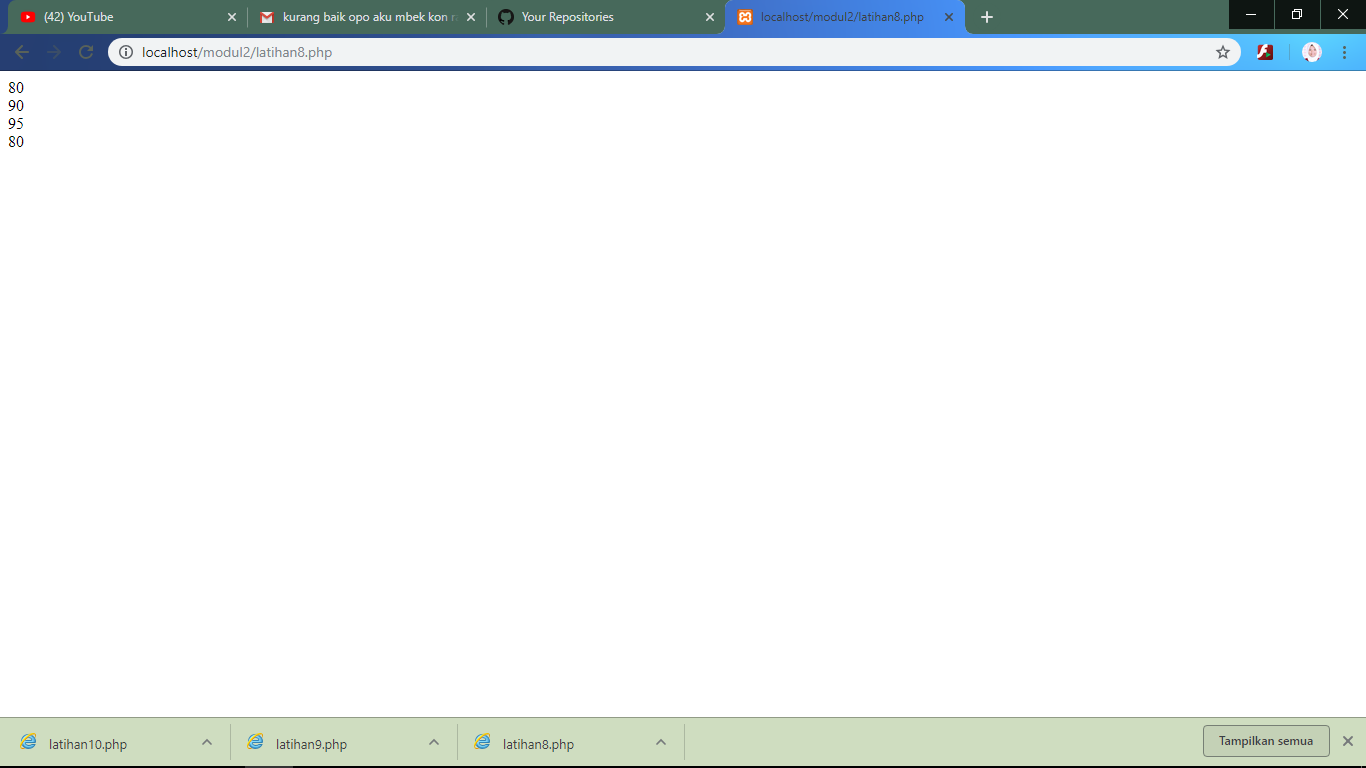 (42) YouTube
kurang baik opo aku mbek kon
Your Repositories
localhost/modul2/latihan8.php
localhost/modul2/latihan8.php
80
90
95
80
latihan10.php
latihan9.php
latihan8.php
Tampilkan semua